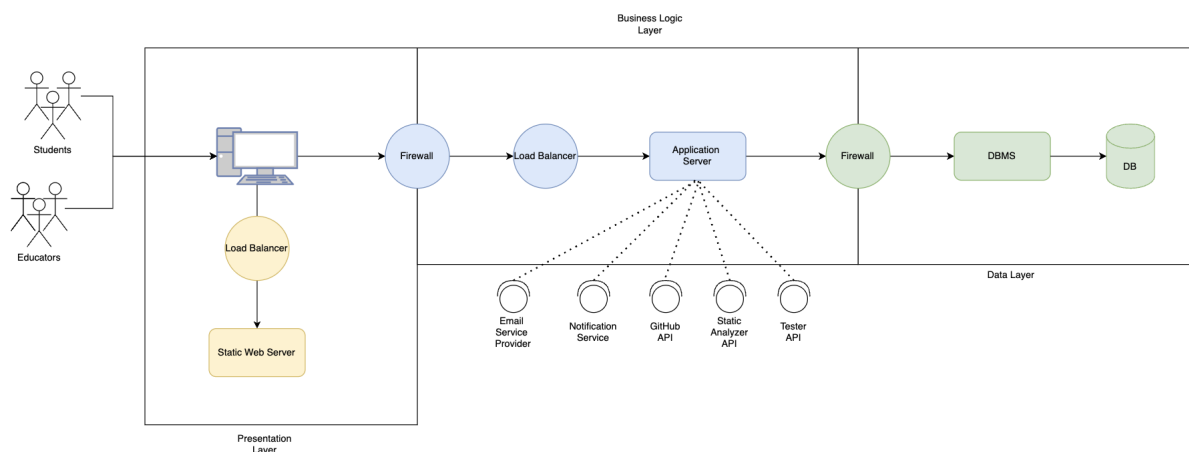 Business Logic
Layer
Students
Educators
Firewall
Load Balancer
Application
Server
Firewall
DBMS
DB
Load Balancer
Static Web Server
Data Layer
Email
Service
Provider
Notification
Service
GitHub
API
Static
Analyzer
API
Tester
API
Presentation
Layer